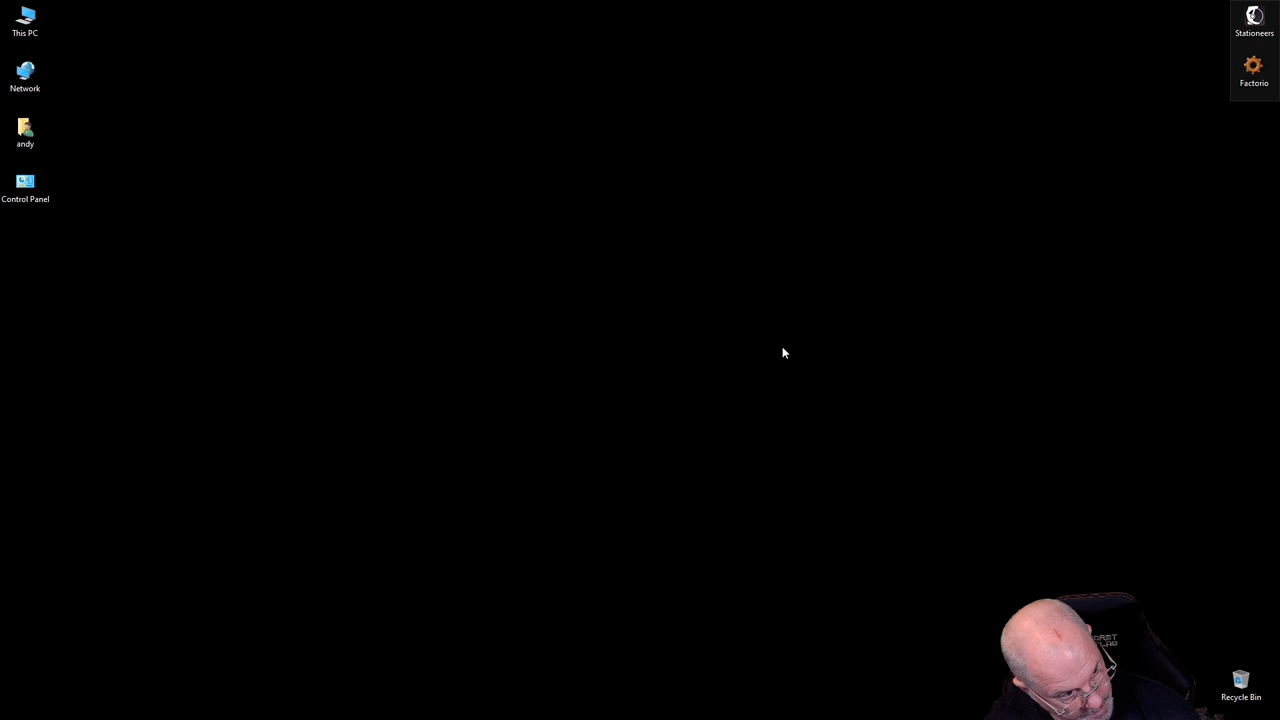 This PC
Network
andy
Control Panel
Stationeers
Factorio
Recycle Bin